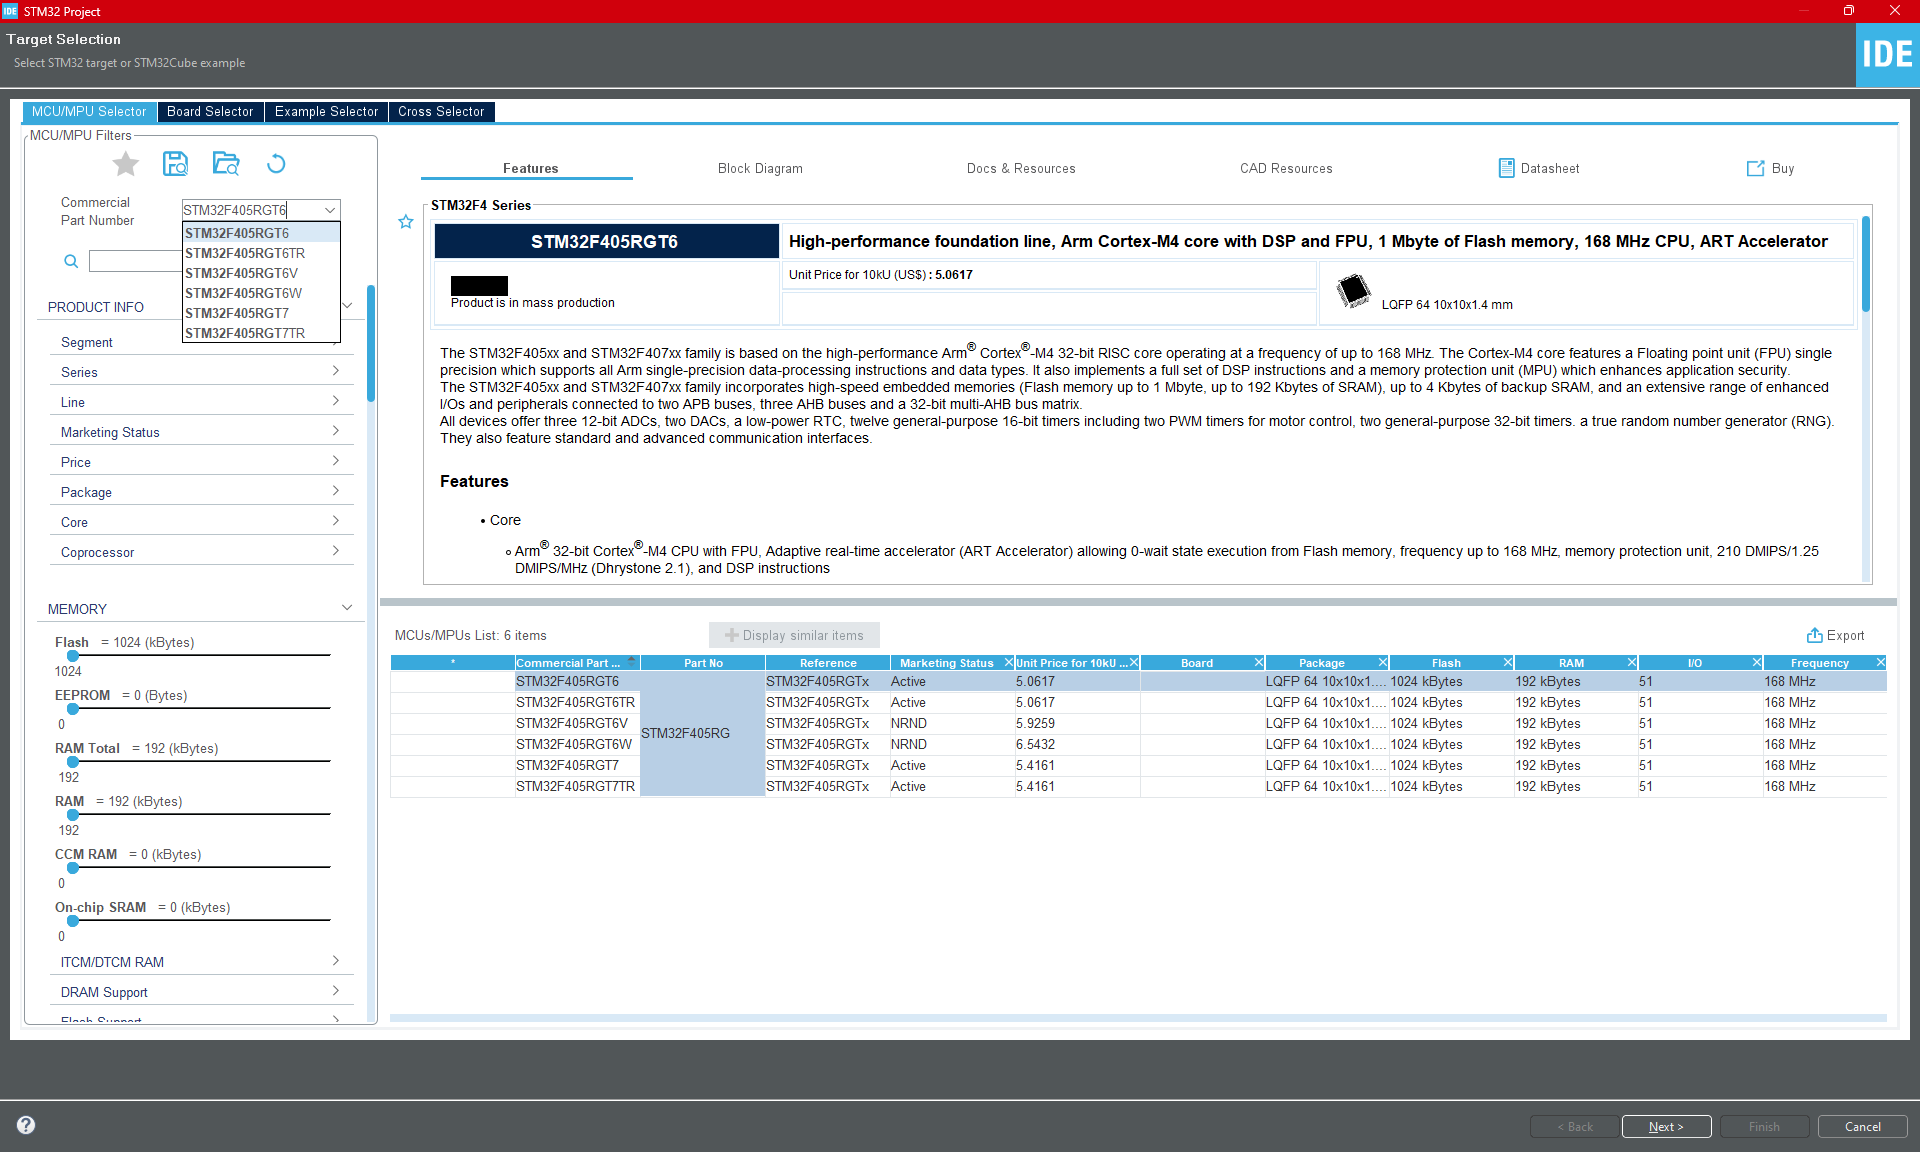 IDE STM32 Project
Target Selection
Select STM32 target or STM32Cube example
IDE
MCU/MPU Selector Board Selector Example Selector Cross Selector
MCU/MPU Filters
Commercial
Part Number
STM32F405RGT6
STM32F405RGT6
STM32F405RGT6TR
STM32F405RGT6V
STM32F405RGT6W
STM32F405RGT7
STM32F405RGT7TR
PRODUCT INFO
Segment
Series
Line
Marketing Status
Price
Package
Core
Coprocessor
MEMORY
Flash = 1024 (kBytes)
1024
EEPROM = 0 (Bytes)
0
RAM Total = 192 (kBytes)
192
RAM = 192 (kBytes)
192
CCM RAM = 0 (kBytes)
0
On-chip SRAM = 0 (kBytes)
0
ITCM/DTCM RAM
DRAM Support
Flash Support
Features Block Diagram Docs & Resources CAD Resources Datasheet Buy
STM32F4 Series
STM32F405RGT6
High-performance foundation line, Arm Cortex-M4 core with DSP and FPU, 1 Mbyte of Flash memory, 168 MHz CPU, ART Accelerator
Unit Price for 10kU (US$) : 5.0617
Product is in mass production
LQFP 64 10x10x1.4 mm
The STM32F405xx and STM32F407xx family is based on the high-performance Arm® Cortex®-M4 32-bit RISC core operating at a frequency of up to 168 MHz. The Cortex-M4 core features a Floating point unit (FPU) single
precision which supports all Arm single-precision data-processing instructions and data types. It also implements a full set of DSP instructions and a memory protection unit (MPU) which enhances application security.
The STM32F405xx and STM32F407xx family incorporates high-speed embedded memories (Flash memory up to 1 Mbyte, up to 192 Kbytes of SRAM), up to 4 Kbytes of backup SRAM, and an extensive range of enhanced
I/Os and peripherals connected to two APB buses, three AHB buses and a 32-bit multi-AHB bus matrix.
All devices offer three 12-bit ADCs, two DACs, a low-power RTC, twelve general-purpose 16-bit timers including two PWM timers for motor control, two general-purpose 32-bit timers. a true random number generator (RNG).
They also feature standard and advanced communication interfaces.
Features
• Core
Arm® 32-bit Cortex®-M4 CPU with FPU, Adaptive real-time accelerator (ART Accelerator) allowing 0-wait state execution from Flash memory, frequency up to 168 MHz, memory protection unit, 210 DMIPS/1.25
DMIPS/MHz (Dhrystone 2.1), and DSP instructions
MCUs/MPUs List: 6 items
Display similar items
Export
* Commercial Part ... Part No Reference Marketing Status Unit Price for 10kU ... Board Package Flash RAM I/O Frequency
STM32F405RGT6 STM32F405RGTx Active 5.0617 LQFP 64 10x10x1.... 1024 kBytes 192 kBytes 51 168 MHz
STM32F405RGT6TR STM32F405RGTx Active 5.0617 LQFP 64 10x10x1.... 1024 kBytes 192 kBytes 51 168 MHz
STM32F405RGT6V STM32F405RGTx NRND 5.9259 LQFP 64 10x10x1.... 1024 kBytes 192 kBytes 51 168 MHz
STM32F405RG
STM32F405RGT6W STM32F405RGTx NRND 6.5432 LQFP 64 10x10x1.... 1024 kBytes 192 kBytes 51 168 MHz
STM32F405RGT7 STM32F405RGTx Active 5.4161 LQFP 64 10x10x1.... 1024 kBytes 192 kBytes 51 168 MHz
STM32F405RGT7TR STM32F405RGTx Active 5.4161 LQFP 64 10x10x1.... 1024 kBytes 192 kBytes 51 168 MHz
? < Back Next > Finish Cancel